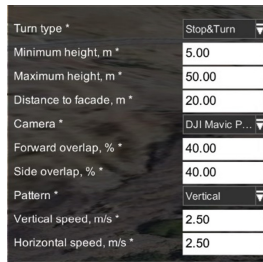 Turn type * Stop&Turn
Minimum height, m * 5.00
Maximum height, m * 50.00
Distance to facade, m * 20.00
Camera * DJI Mavic P...
Forward overlap, % * 40.00
Side overlap, % * 40.00
Pattern * Vertical
Vertical speed, m/s * 2.50
Horizontal speed, m/s * 2.50